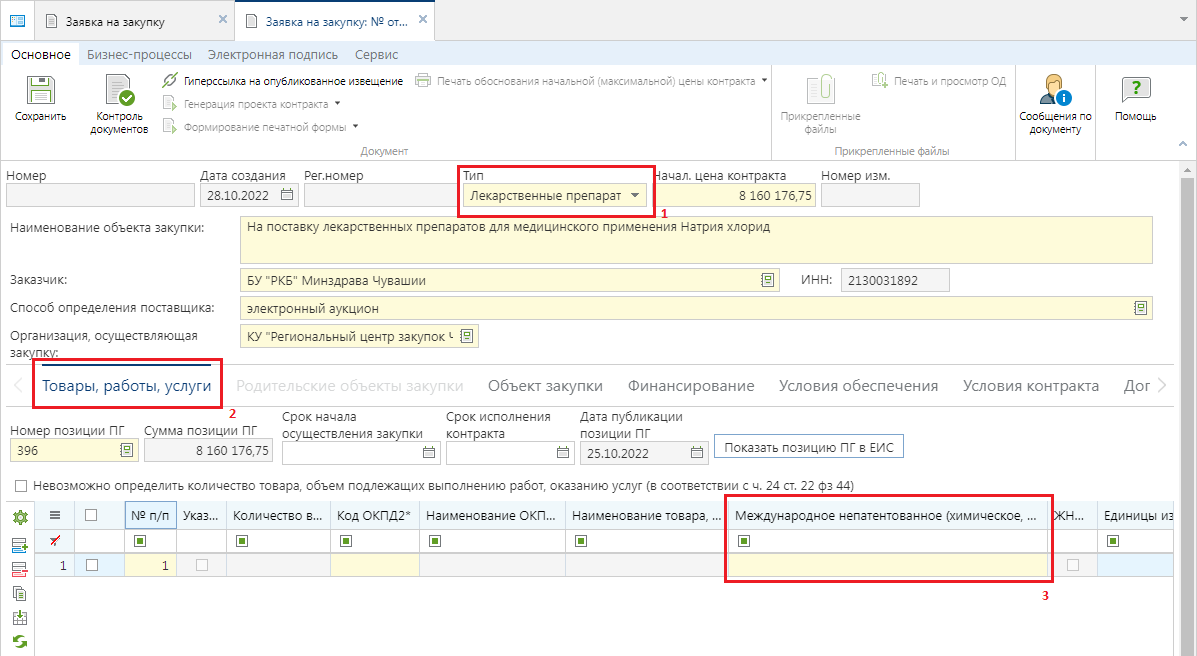 Заявка на закупку
Заявка на закупку: № от...
Основное Бизнес-процессы Электронная подпись Сервис
Сохранить
Контроль документов
Гиперссылка на опубликованное извещение
Генерация проекта контракта
Формирование печатной формы
Печать обоснования начальной (максимальной) цены контракта
Документ
Прикрепленные файлы
Печать и просмотр ОД
Прикрепленные файлы
Сообщения по документу
Помощь
Номер Дата создания Рег.номер Тип Начал. цена контракта Номер изм.
28.10.2022 Лекарственные препарат 8 160 176,75
1
Наименование объекта закупки: На поставку лекарственных препаратов для медицинского применения Натрия хлорид
Заказчик: БУ "РКБ" Минздрава Чувашии ИНН: 2130031892
Способ определения поставщика: электронный аукцион
Организация, осуществляющая закупку: КУ "Региональный центр закупок Ч
Товары, работы, услуги Родительские объекты закупки Объект закупки Финансирование Условия обеспечения Условия контракта Дог
2
Номер позиции ПГ Сумма позиции ПГ Срок начала осуществления закупки Срок исполнения контракта Дата публикации позиции ПГ
396 8 160 176,75 25.10.2022 Показать позицию ПГ в ЕИС
Невозможно определить количество товара, объем подлежащих выполнению работ, оказанию услуг (в соответствии с ч. 24 ст. 22 фз 44)
№ п/п Указ... Количество в... Код ОКПД2* Наименование ОКП... Наименование товара, ... Международное непатентованное (химическое, ... ЖН... Единицы из
1 1
3